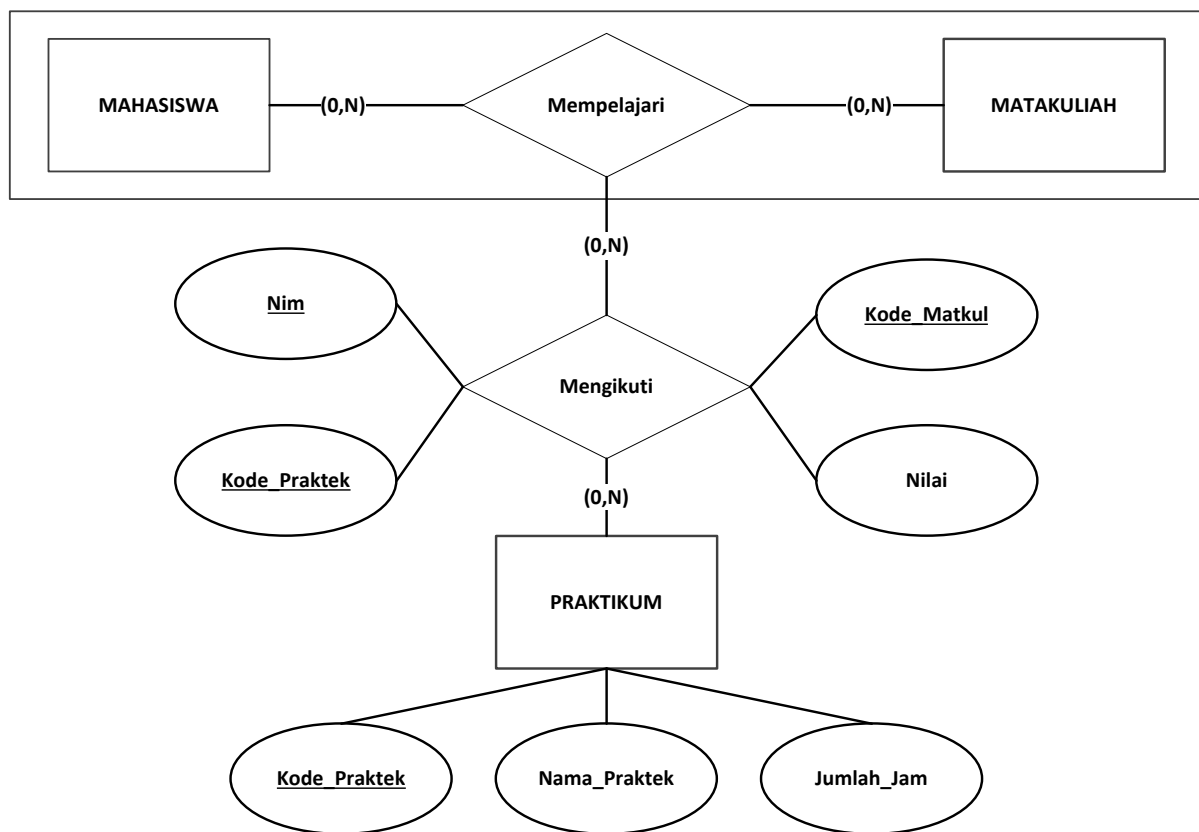 MAHASISWA
(0,N)
Mempelajari
(0,N)
MATAKULIAH
(0,N)
Nim
Kode_Matkul
Mengikuti
Kode_Praktek
Nilai
(0,N)
PRAKTIKUM
Kode_Praktek
Nama_Praktek
Jumlah_Jam